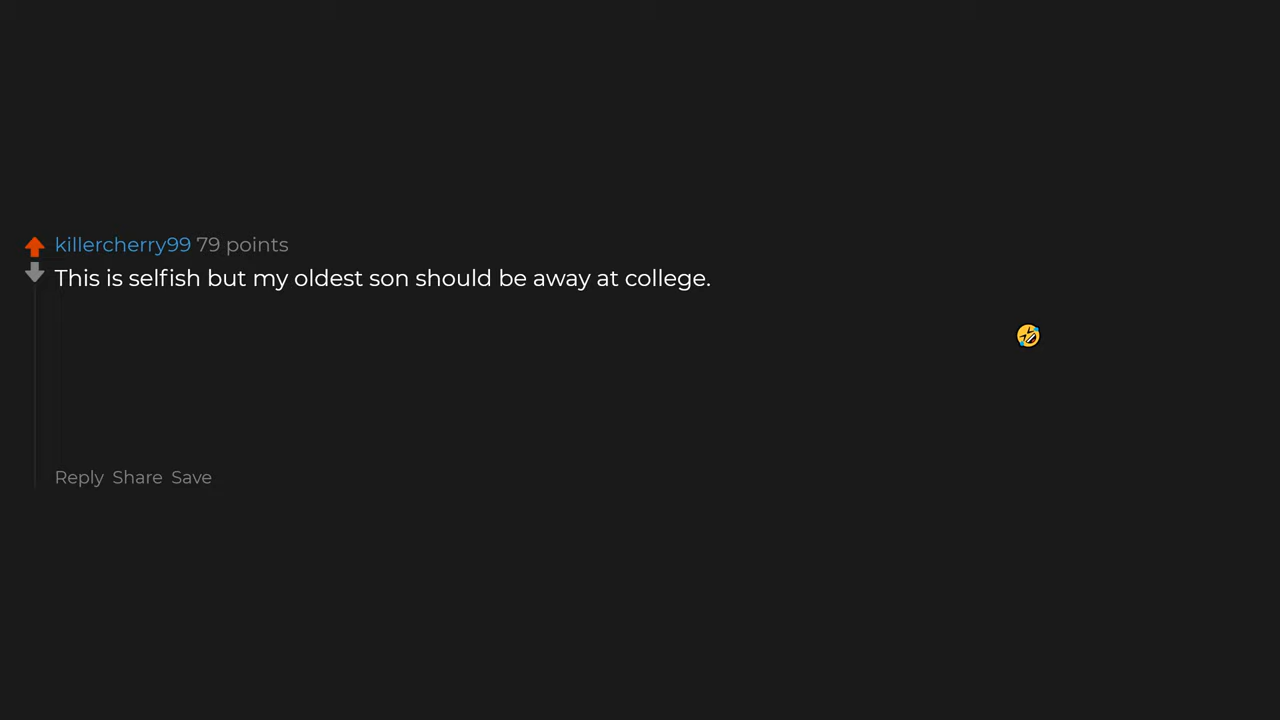 killercherry99 79 points
This is selfish but my oldest son should be away at college.
🤣
Reply Share Save